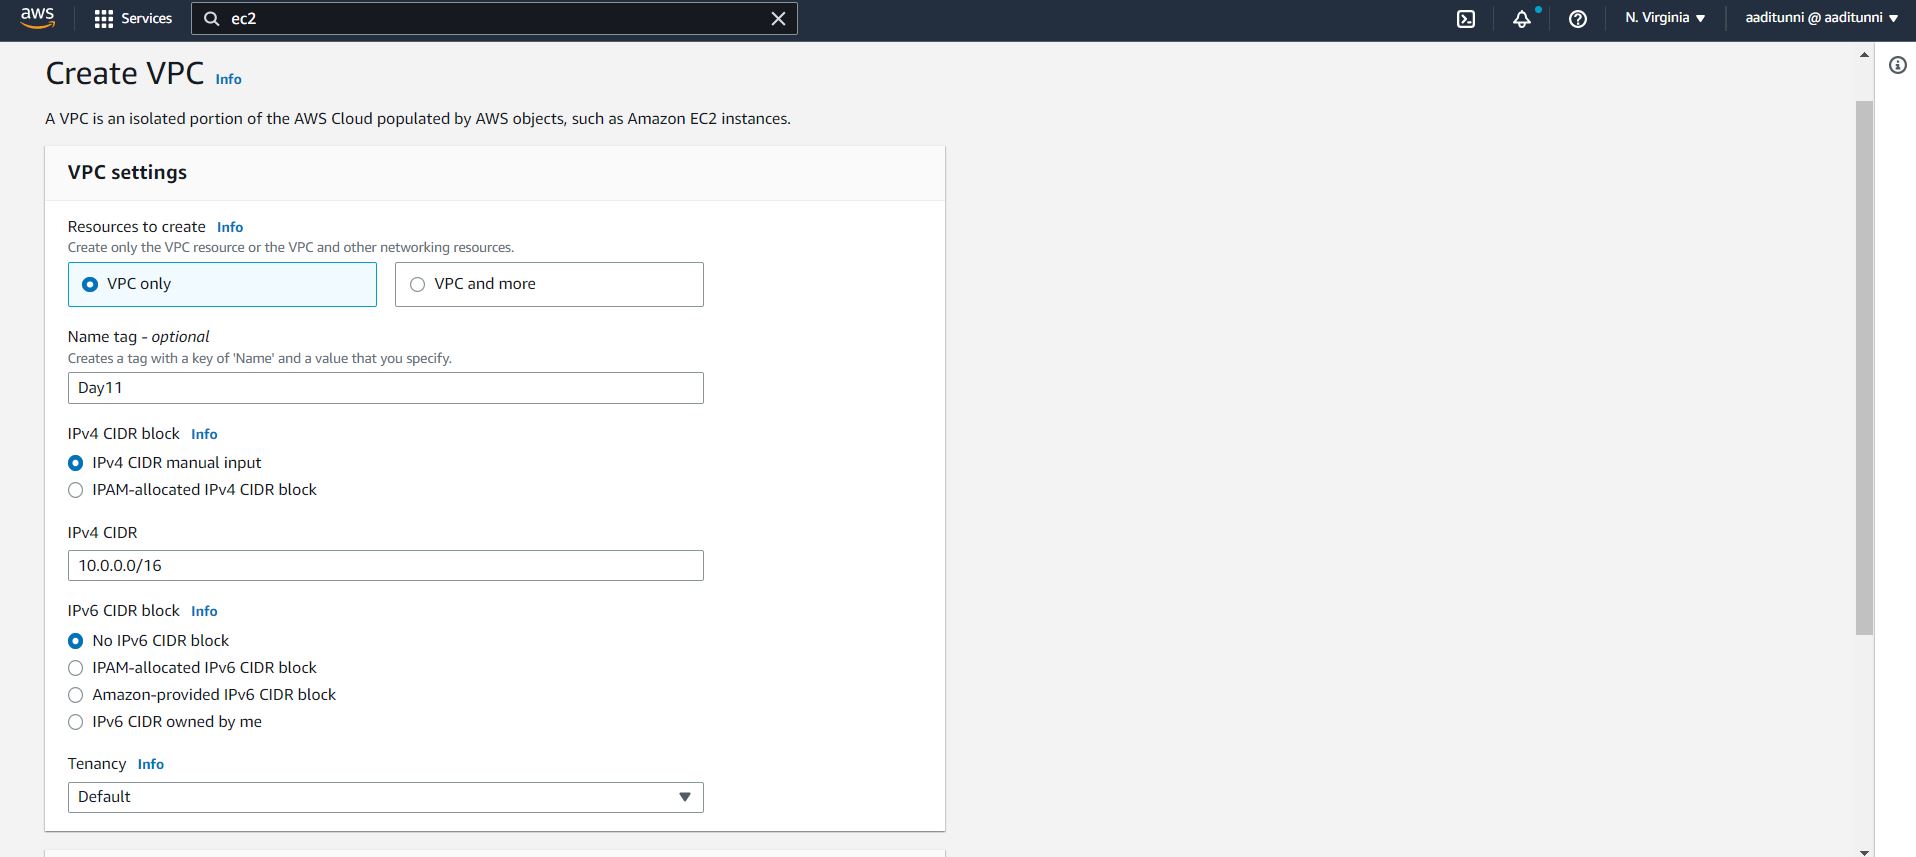 aws Services ec2 N. Virginia aaditunni @ aaditunni
Create VPC Info
A VPC is an isolated portion of the AWS Cloud populated by AWS objects, such as Amazon EC2 instances.
VPC settings
Resources to create Info
Create only the VPC resource or the VPC and other networking resources.
VPC only VPC and more
Name tag - optional
Creates a tag with a key of 'Name' and a value that you specify.
Day11
IPv4 CIDR block Info
IPv4 CIDR manual input
IPAM-allocated IPv4 CIDR block
IPv4 CIDR
10.0.0.0/16
IPv6 CIDR block Info
No IPv6 CIDR block
IPAM-allocated IPv6 CIDR block
Amazon-provided IPv6 CIDR block
IPv6 CIDR owned by me
Tenancy Info
Default